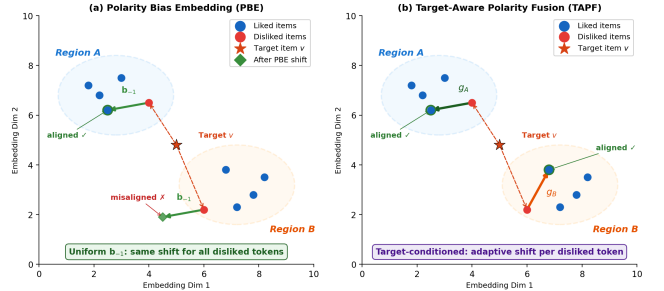 (a) Polarity Bias Embedding (PBE)
10
8
6
4
2
0
Embedding Dim 2
Liked items
Disliked items
Target item v
After PBE shift
Region A
b₋₁
aligned ✓
Target v
misaligned ✗
b₋₁
Region B
Uniform b₋₁: same shift for all disliked tokens
0 2 4 6 8 10
Embedding Dim 1
(b) Target-Aware Polarity Fusion (TAPF)
10
8
6
4
2
0
Embedding Dim 2
Liked items
Disliked items
Target item v
Region A
g_A
aligned ✓
Target v
aligned ✓
g_B
Region B
Target-conditioned: adaptive shift per disliked token
0 2 4 6 8 10
Embedding Dim 1